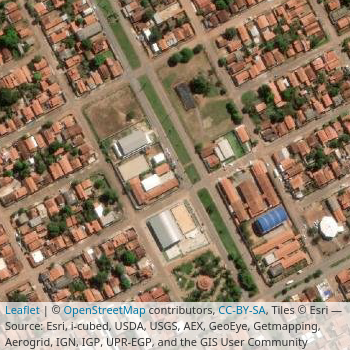 Leaflet | © OpenStreetMap contributors, CC-BY-SA, Tiles © Esri —
Source: Esri, i-cubed, USDA, USGS, AEX, GeoEye, Getmapping,
Aerogrid, IGN, IGP, UPR-EGP, and the GIS User Community